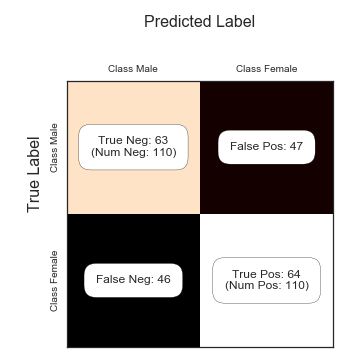 Predicted Label
Class Male
Class Female
True Label
Class Male
True Neg: 63
(Num Neg: 110)
False Pos: 47
Class Female
False Neg: 46
True Pos: 64
(Num Pos: 110)